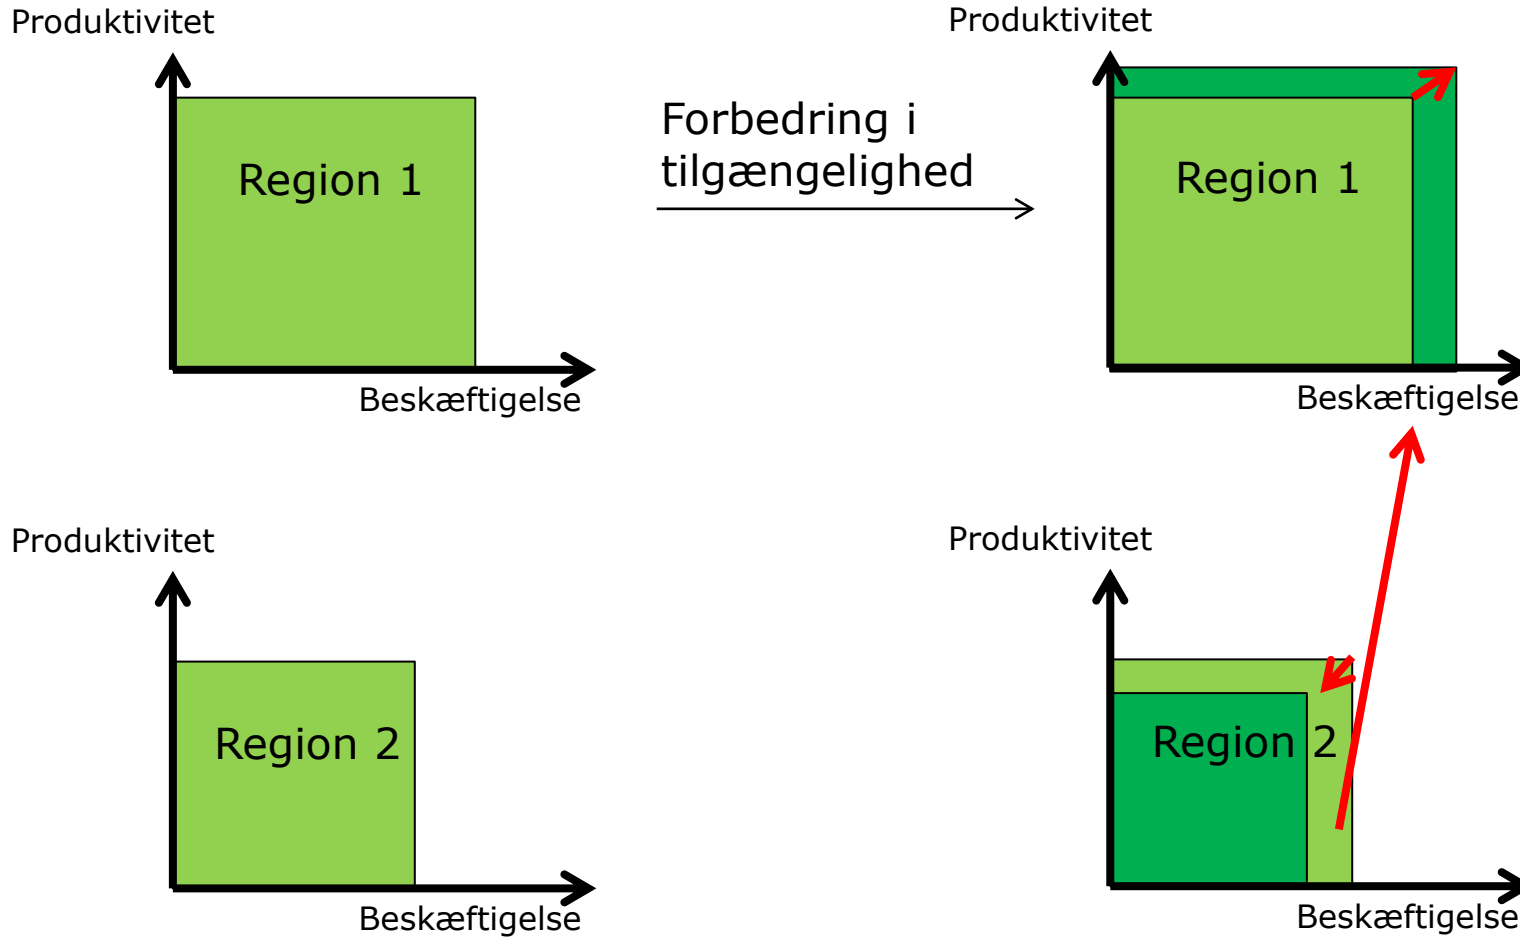 Produktivitet
Region 1
Beskæftigelse
Forbedring i
tilgængelighed
Produktivitet
Region 1
Beskæftigelse
Produktivitet
Region 2
Beskæftigelse
Produktivitet
Region 2
Beskæftigelse